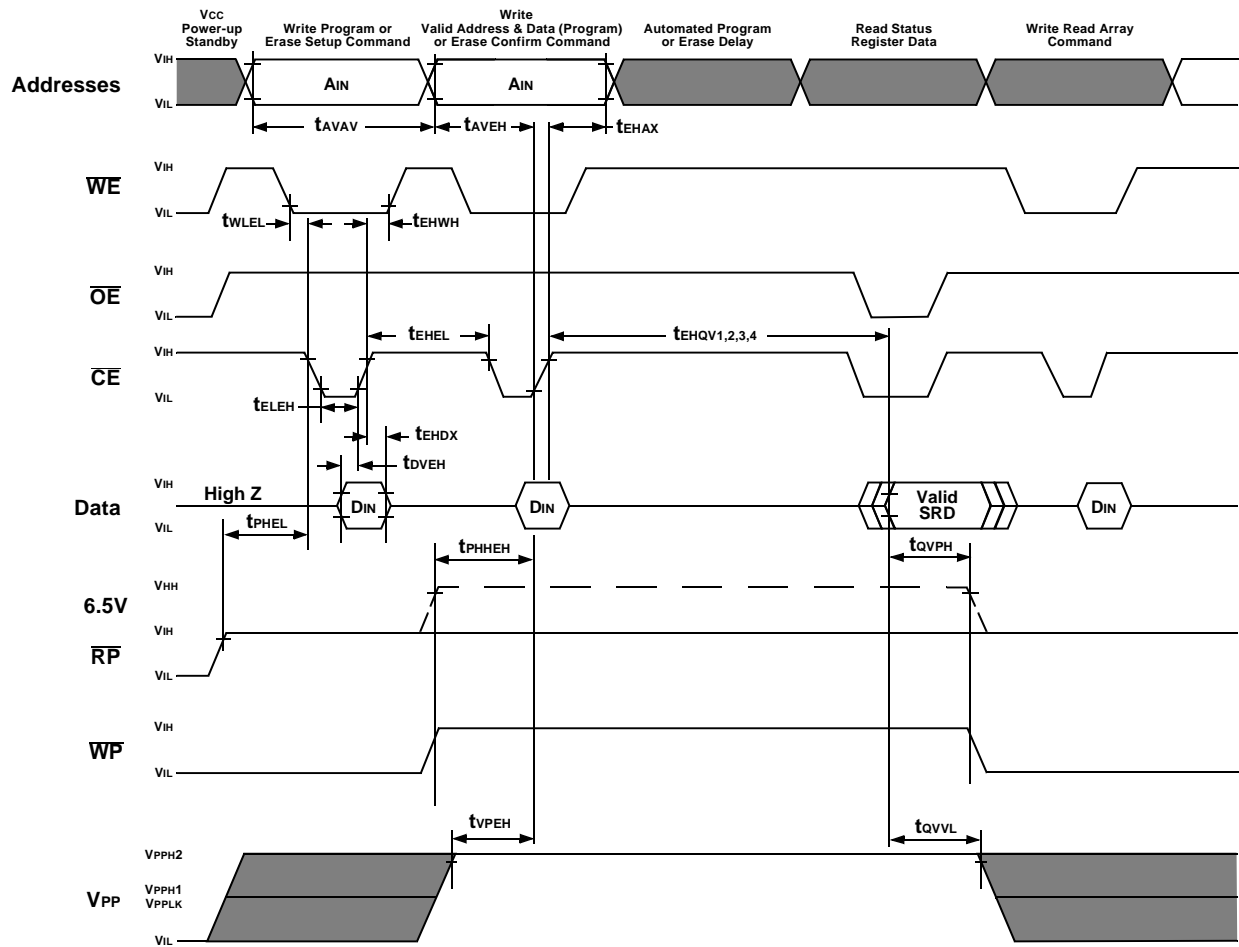 Vcc Power-up Standby
Write Program or Erase Setup Command
Write Valid Address & Data (Program) or Erase Confirm Command
Automated Program or Erase Delay
Read Status Register Data
Write Read Array Command
Addresses
VIH
VIL
AIN
AIN
tAVAV
tAVEH
tEHAX
WE
VIH
VIL
tWLEL
tEHWH
OE
VIH
VIL
tEHEL
tEHQV1,2,3,4
CE
VIH
VIL
tELEH
tEHDX
tDVEH
Data
VIH
VIL
High Z
DIN
DIN
Valid SRD
DIN
tPHEL
tPHHEH
tQVPH
6.5V
VHH
VIH
RP
VIL
WP
VIH
VIL
tVPEH
tQVVL
VPP
VPPH2
VPPH1
VPPLK
VIL